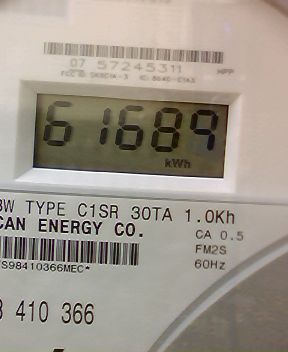 07 57245311 HPP
61689
kWh
3W TYPE C1SR 30TA 1.0Kh
CAN ENERGY CO.
CA 0.5
FM2S
60Hz
S98410366MEC*
410 366